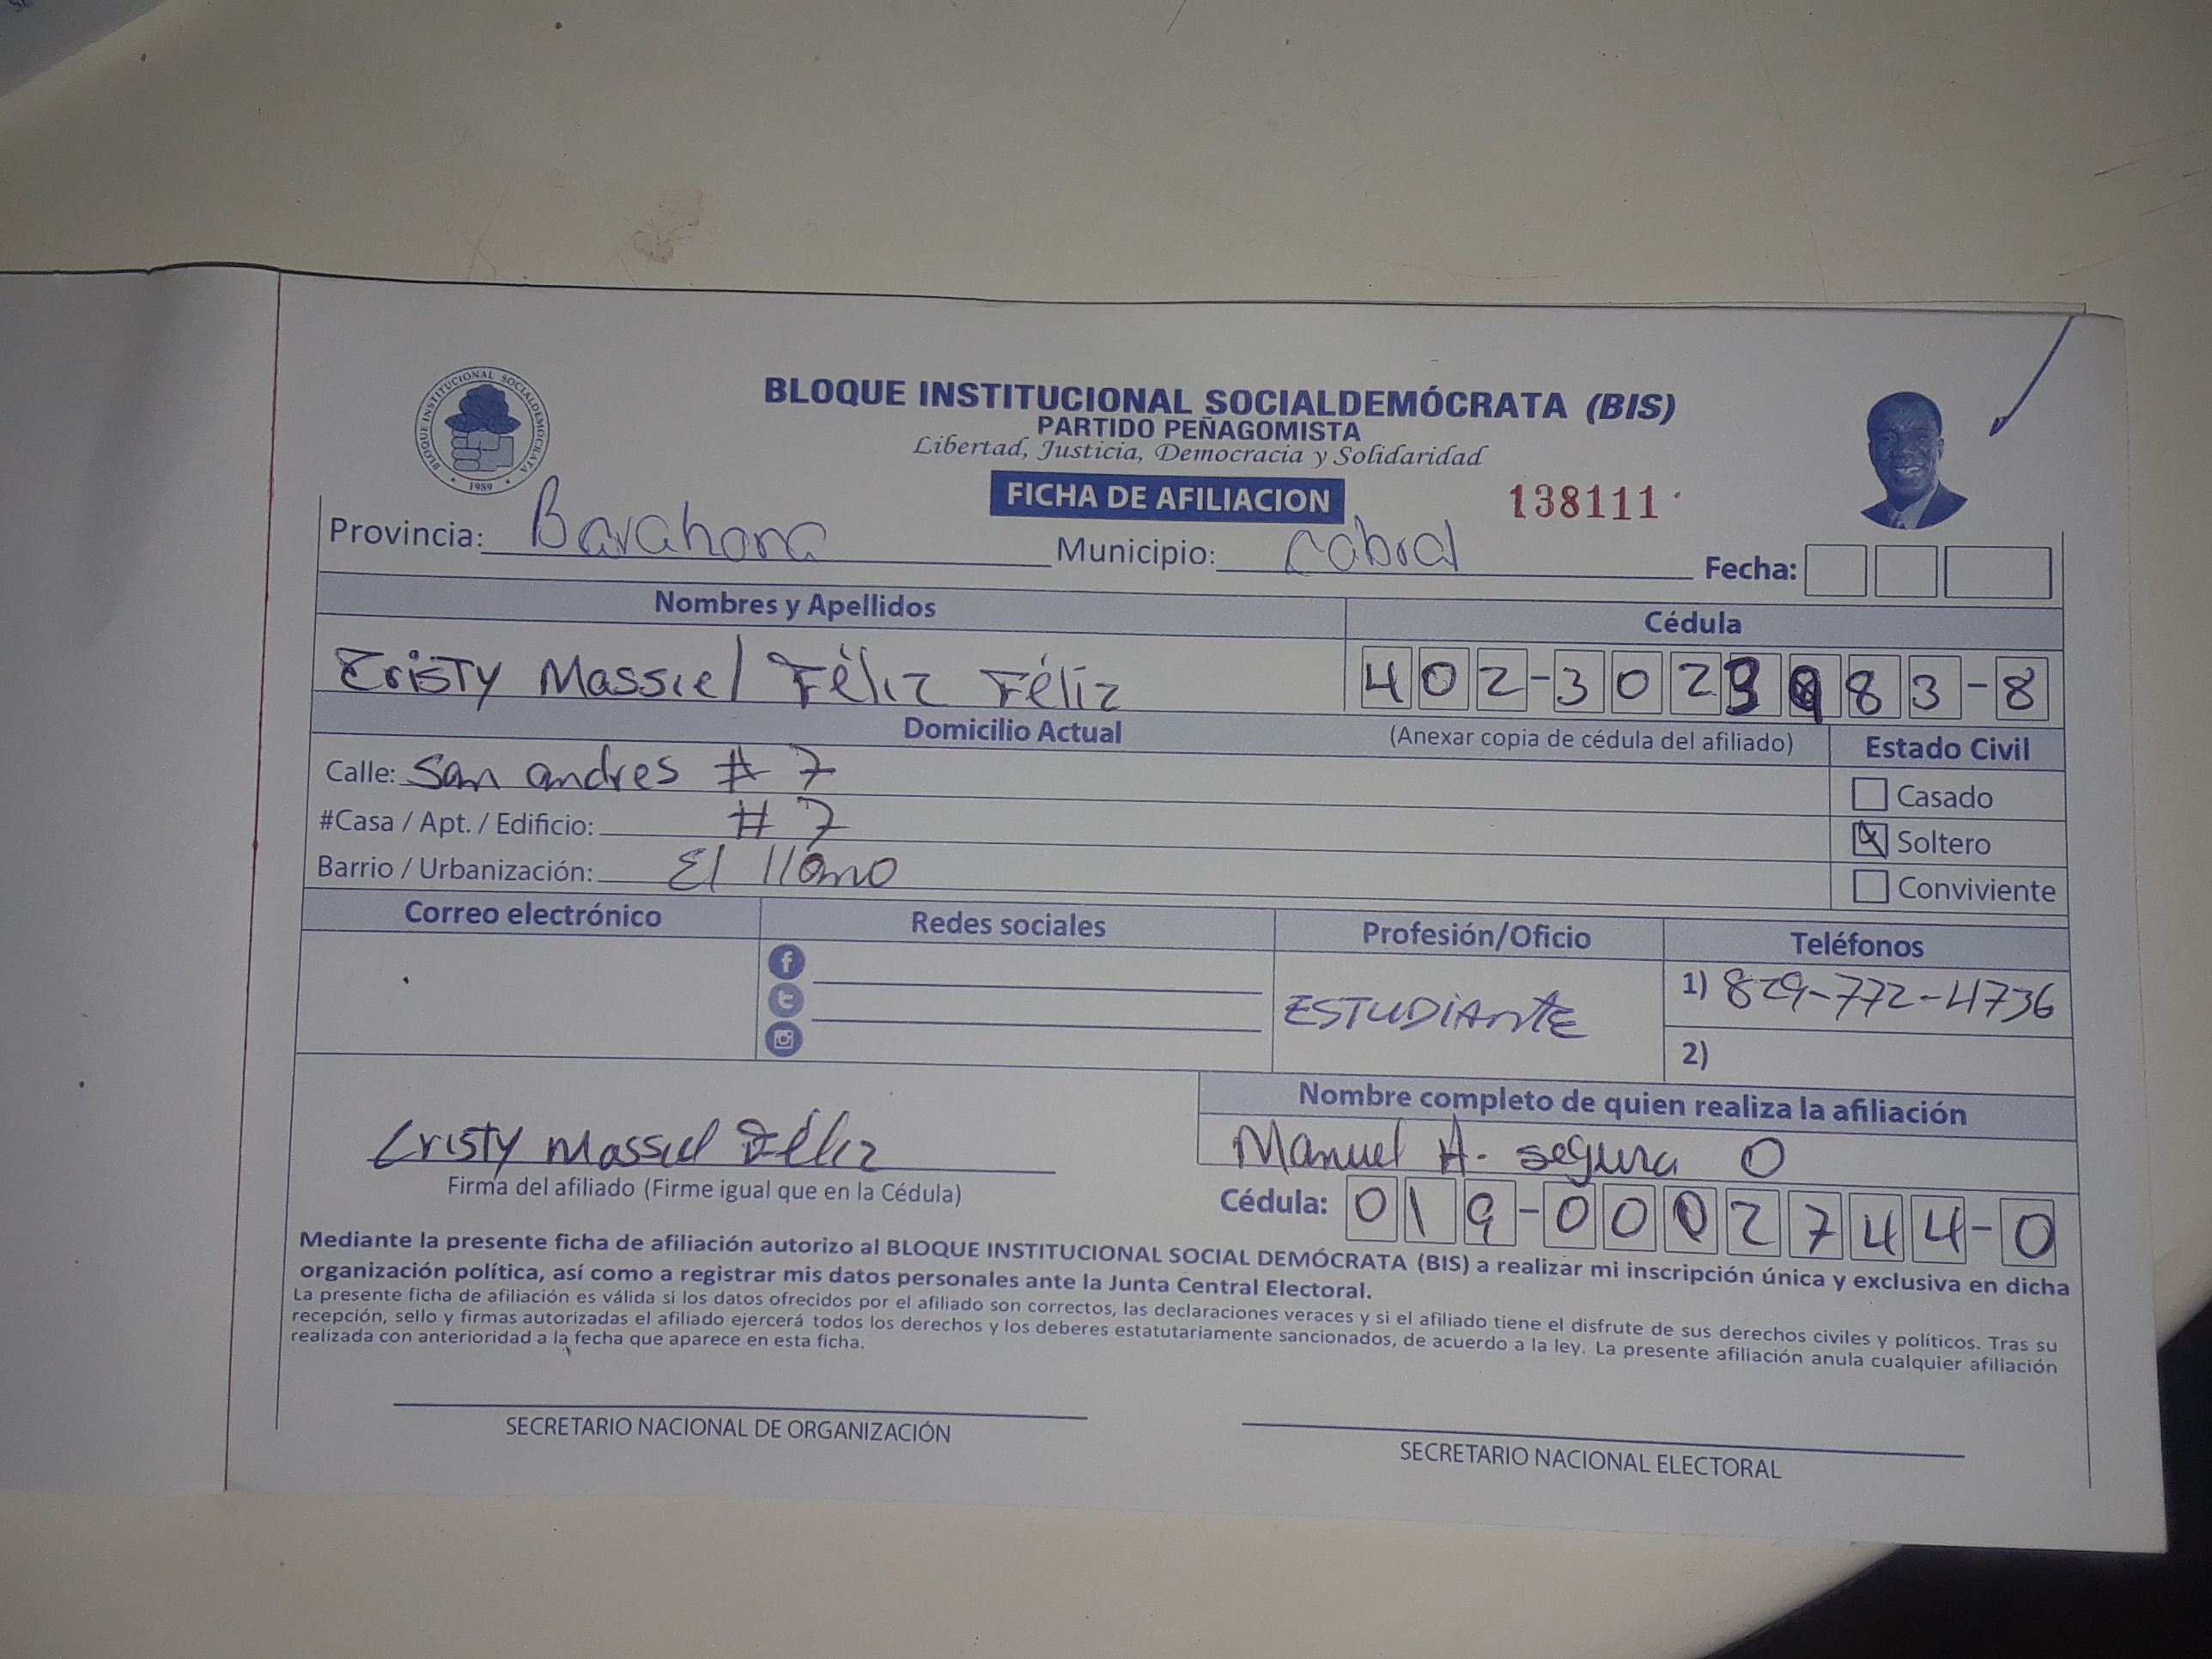 BLOQUE INSTITUCIONAL SOCIALDEMÓCRATA
1989
BLOQUE INSTITUCIONAL SOCIALDEMÓCRATA (BIS)
PARTIDO PEÑAGOMISTA
Libertad, Justicia, Democracia y Solidaridad
FICHA DE AFILIACION 138111
Provincia: Barahona Municipio: Cabral Fecha:
Nombres y Apellidos Cédula
Cristy Massiel Féliz Féliz 402-3023983-8
Domicilio Actual (Anexar copia de cédula del afiliado) Estado Civil
Calle: San andres # 7 Casado
#Casa / Apt. / Edificio: # 7 Soltero
Barrio / Urbanización: El llano Conviviente
Correo electrónico Redes sociales Profesión/Oficio Teléfonos
ESTUDIANTE 1) 829-772-4736
2)
Nombre completo de quien realiza la afiliación
Cristy Massiel Féliz Manuel A. segura O
Firma del afiliado (Firme igual que en la Cédula) Cédula: 019-0002744-0
Mediante la presente ficha de afiliación autorizo al BLOQUE INSTITUCIONAL SOCIAL DEMÓCRATA (BIS) a realizar mi inscripción única y exclusiva en dicha
organización política, así como a registrar mis datos personales ante la Junta Central Electoral.
La presente ficha de afiliación es válida si los datos ofrecidos por el afiliado son correctos, las declaraciones veraces y si el afiliado tiene el disfrute de sus derechos civiles y políticos. Tras su
recepción, sello y firmas autorizadas el afiliado ejercerá todos los derechos y los deberes estatutariamente sancionados, de acuerdo a la ley. La presente afiliación anula cualquier afiliación
realizada con anterioridad a la fecha que aparece en esta ficha.
SECRETARIO NACIONAL DE ORGANIZACIÓN SECRETARIO NACIONAL ELECTORAL